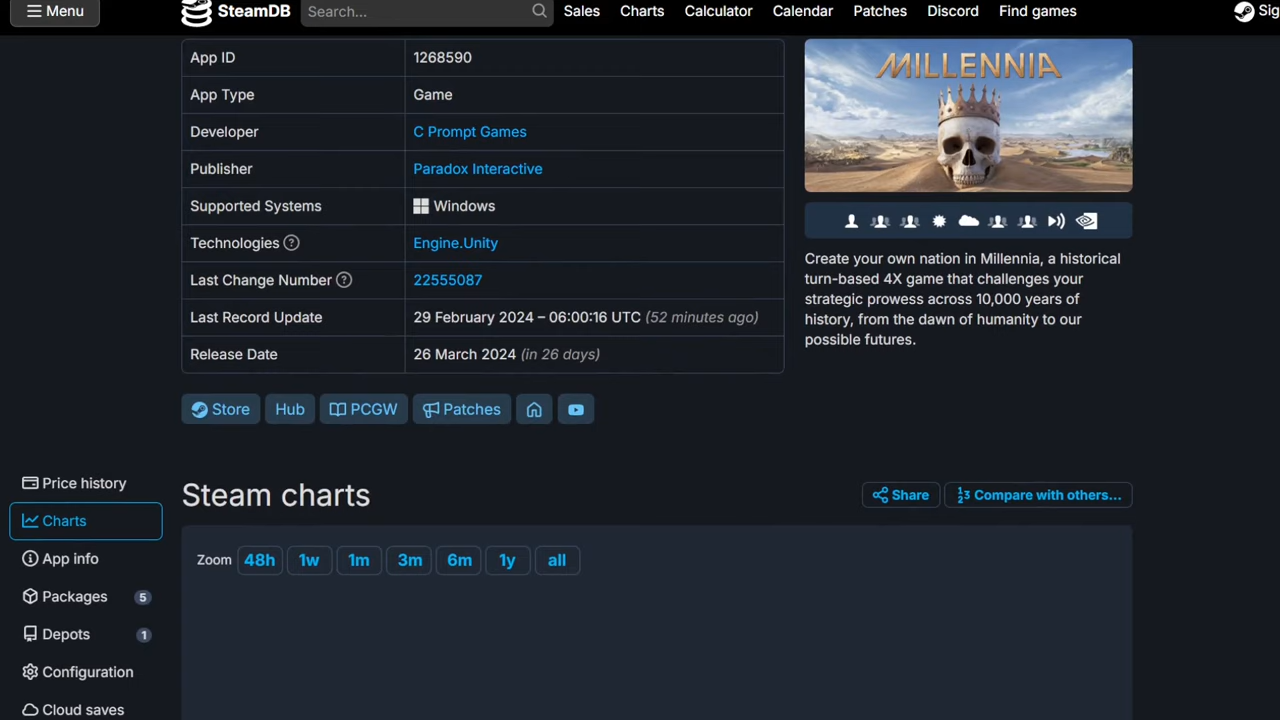 Menu
SteamDB
Search...
Sales
Charts
Calculator
Calendar
Patches
Discord
Find games
Sig
App ID 1268590
App Type Game
Developer C Prompt Games
Publisher Paradox Interactive
Supported Systems Windows
Technologies ? Engine.Unity
Last Change Number ? 22555087
Last Record Update 29 February 2024 – 06:00:16 UTC (52 minutes ago)
Release Date 26 March 2024 (in 26 days)
MILLENNIA
Create your own nation in Millennia, a historical
turn-based 4X game that challenges your
strategic prowess across 10,000 years of
history, from the dawn of humanity to our
possible futures.
Store
Hub
PCGW
Patches
Price history
Charts
App info
Packages 5
Depots 1
Configuration
Cloud saves
Steam charts
Share
Compare with others...
Zoom 48h 1w 1m 3m 6m 1y all